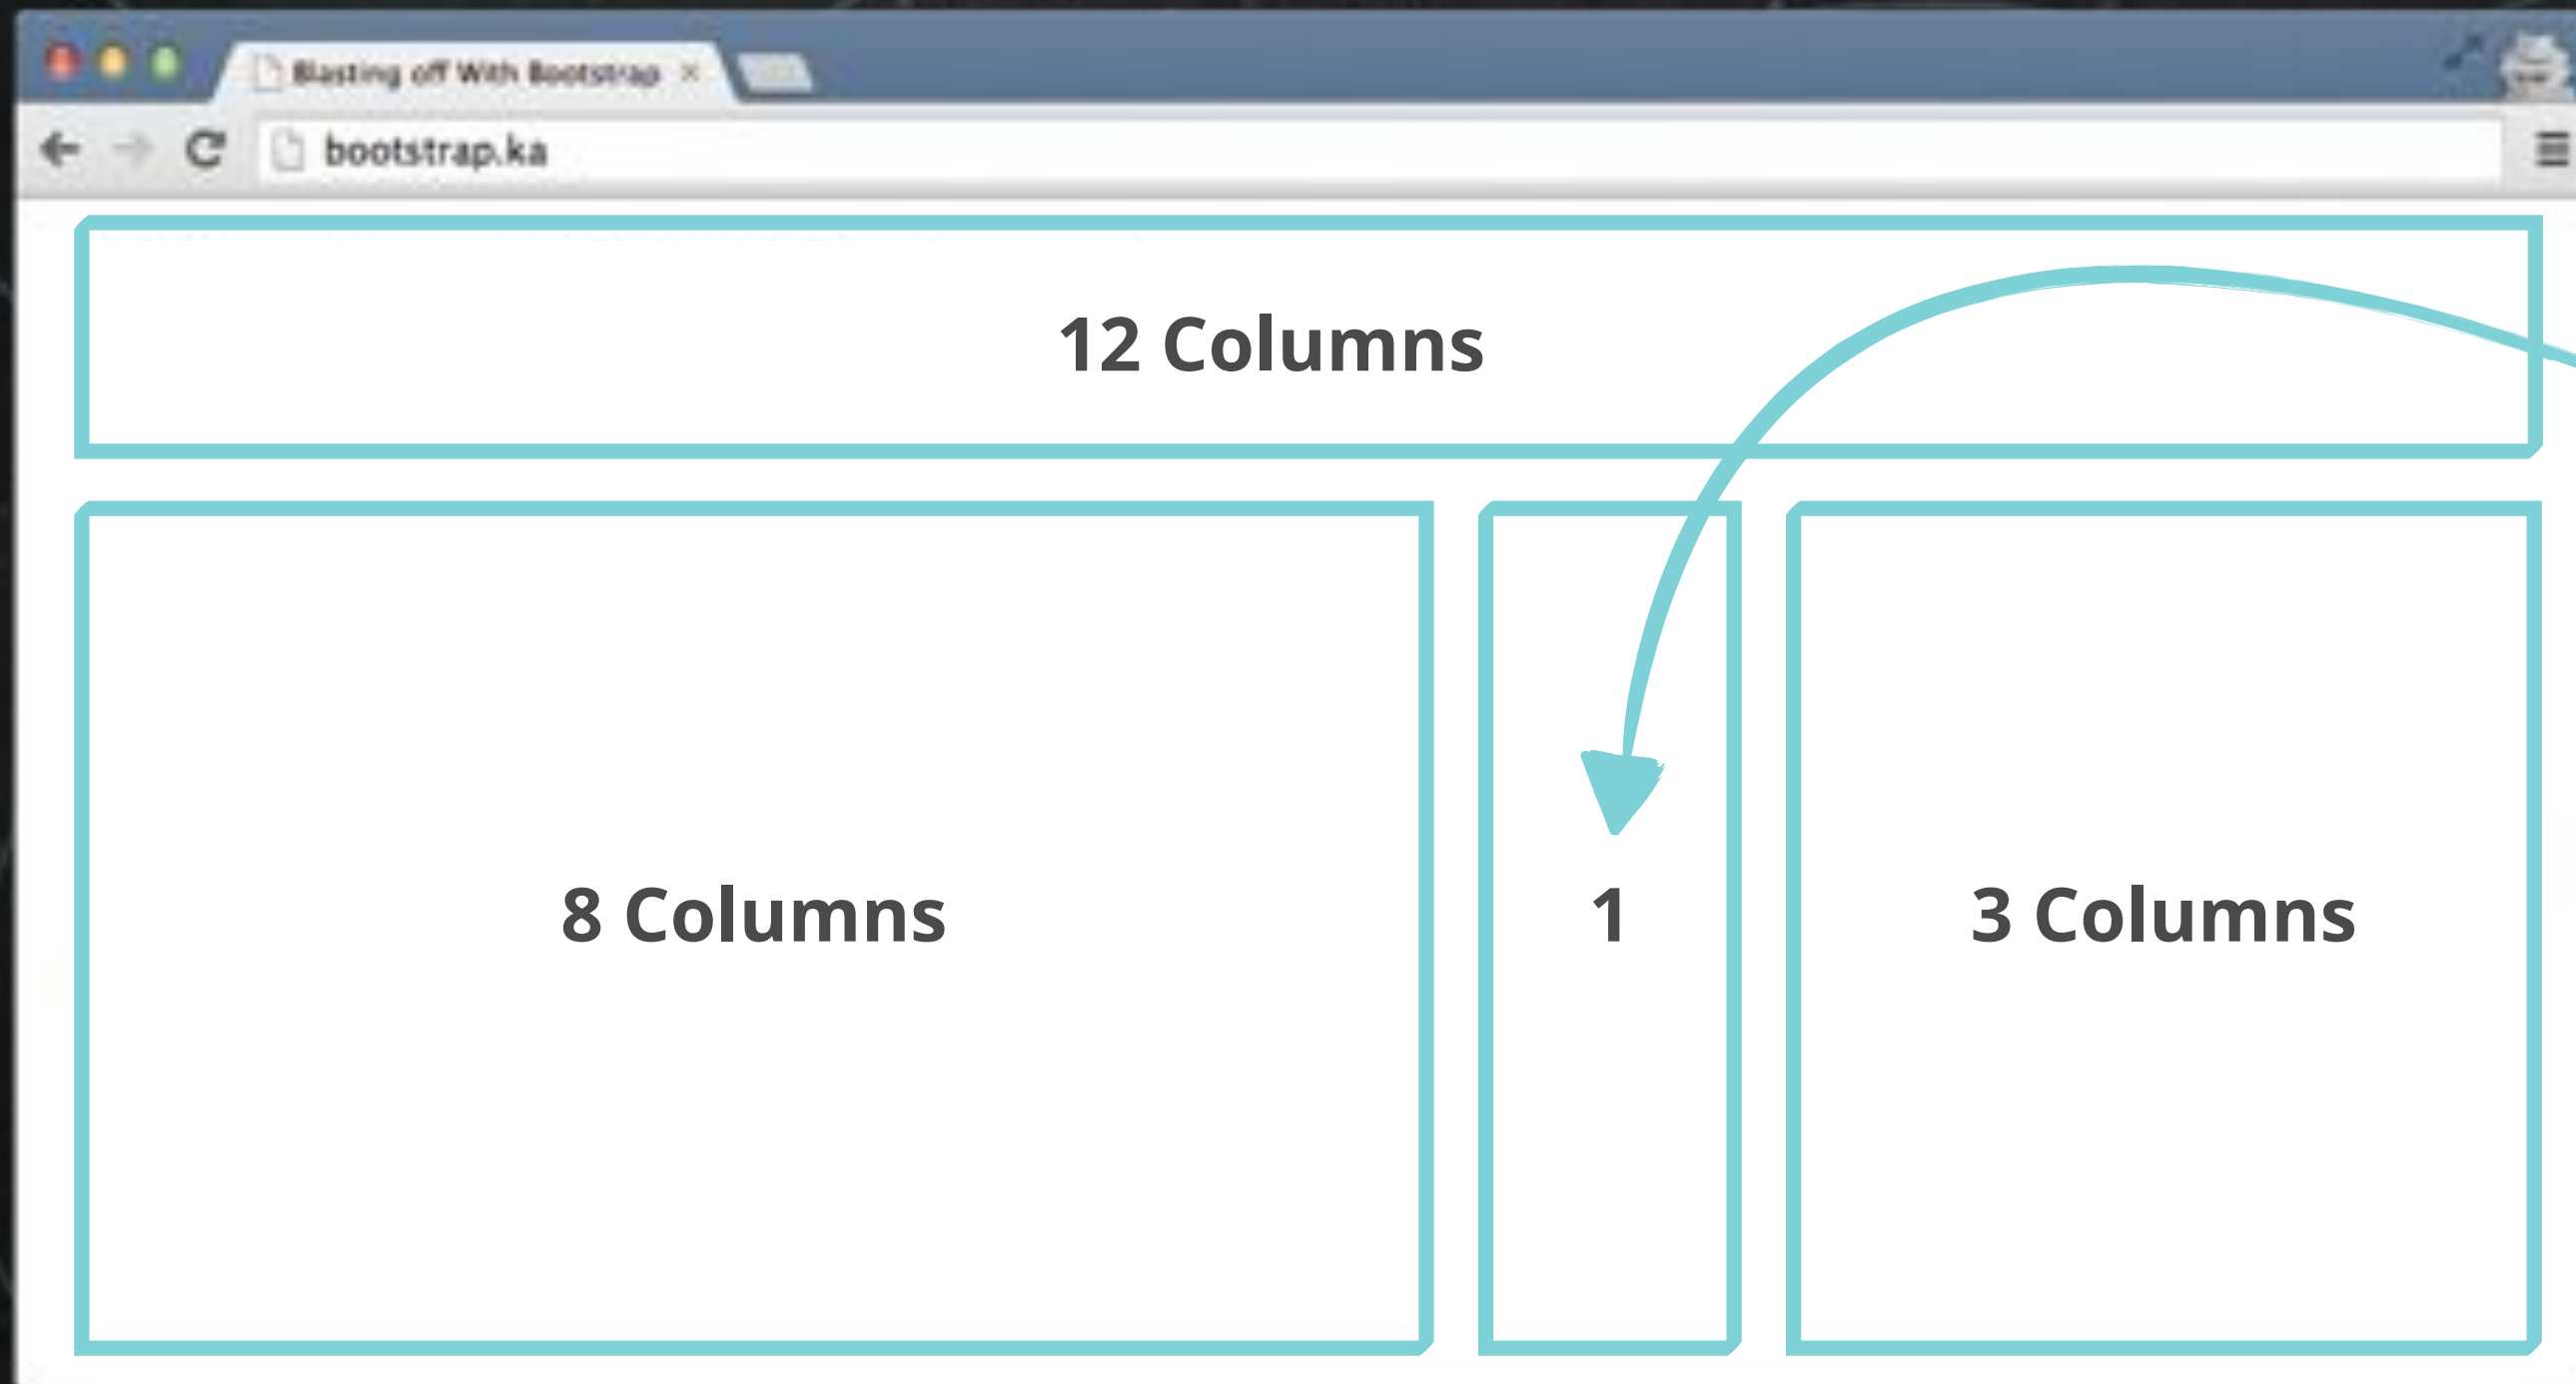 Blasting off With Bootstrap
bootstrap.ka
12 Columns
8 Columns
1
3 Columns